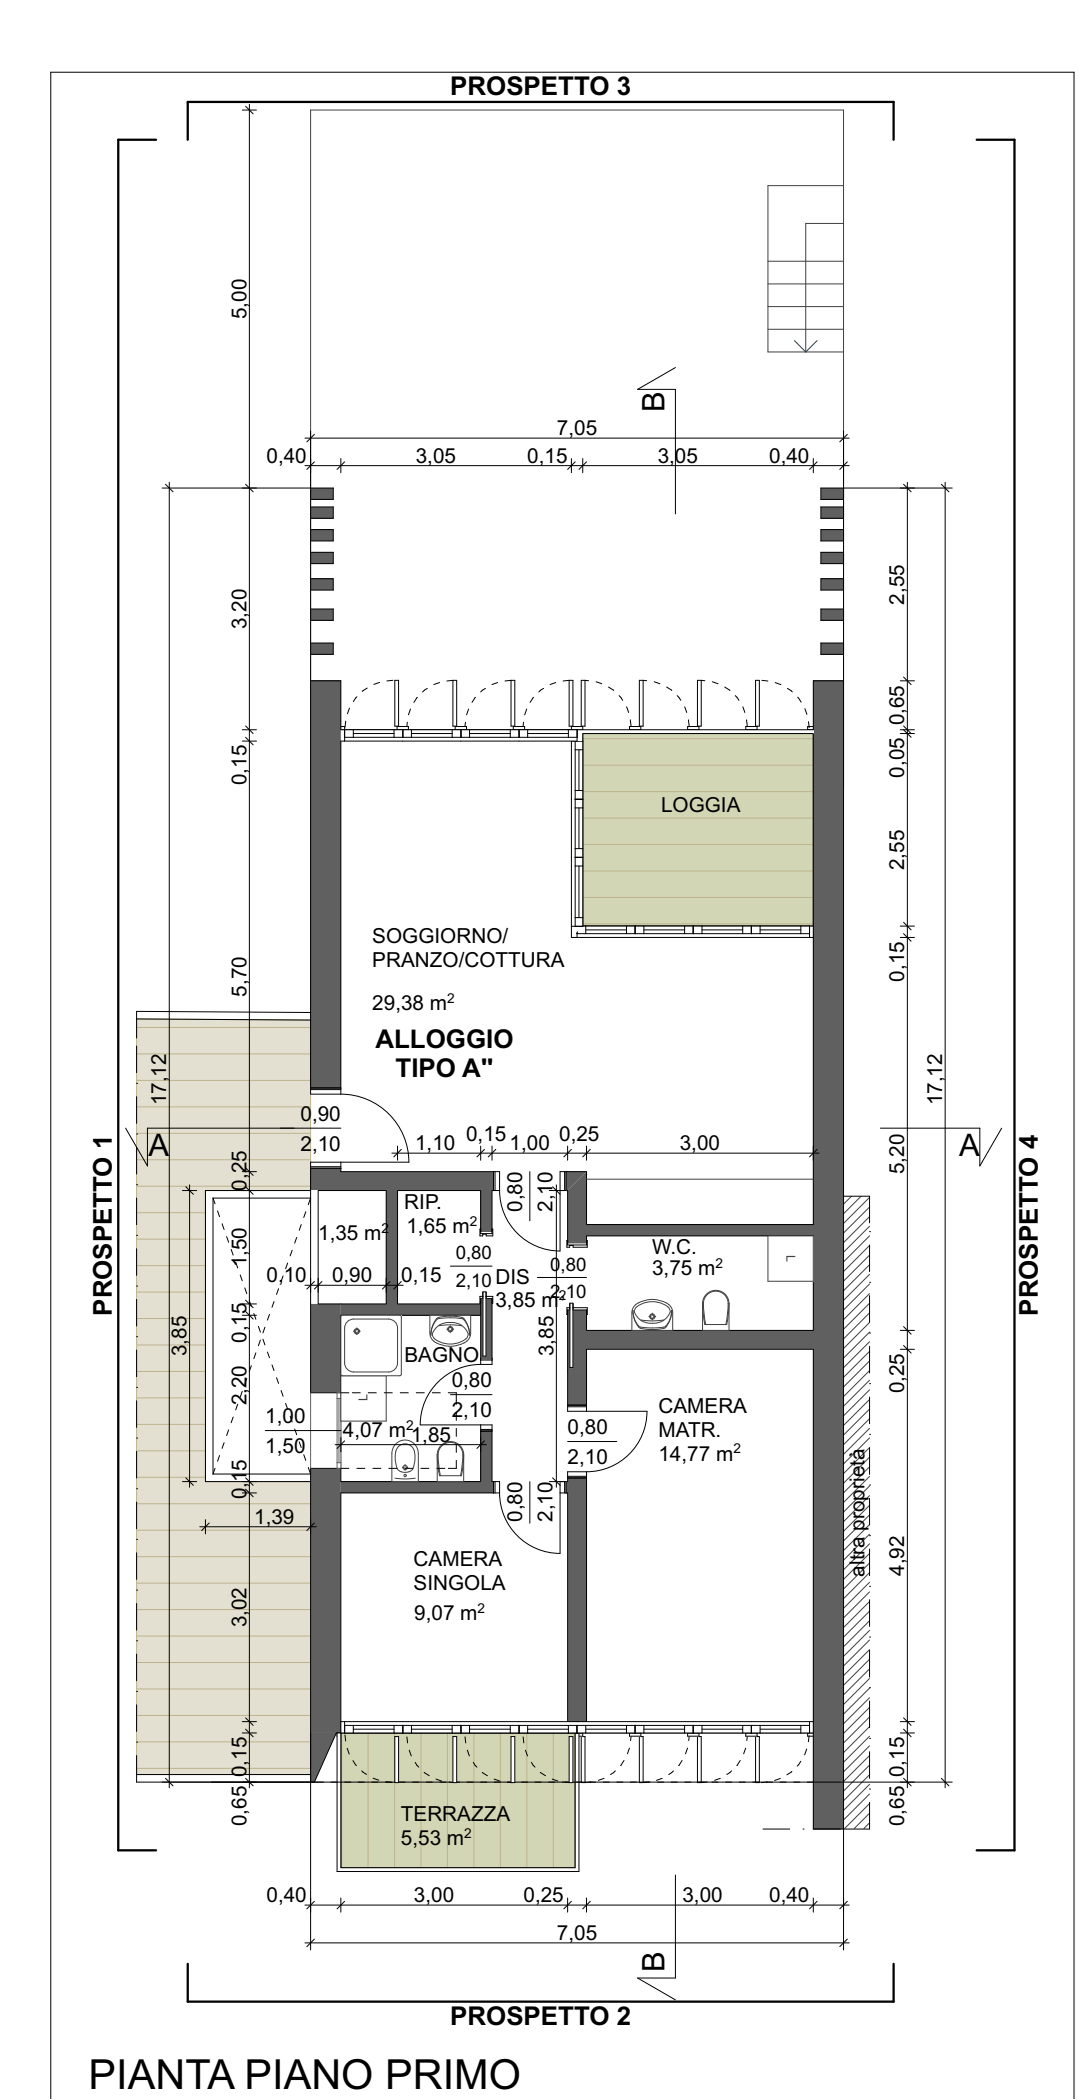 PROSPETTO 3
5,00
B
7,05
0,40 3,05 0,15 3,05 0,40
3,20
2,55
0,65
0,15
0,05
LOGGIA
2,55
SOGGIORNO/
PRANZO/COTTURA
29,38 m²
5,70
0,15
ALLOGGIO
TIPO A"
17,12
17,12
0,90
2,10
A
A
1,10 0,15 1,00 0,25 3,00
5,20
PROSPETTO 1
PROSPETTO 4
0,25
0,80
2,10
RIP.
1,65 m²
1,35 m²
1,50
W.C.
3,75 m²
0,80
2,10
DIS
3,85 m²
0,80
2,10
0,10 0,90 0,15
0,15
3,85
3,85
BAGNO
0,80
2,10
0,25
2,20
1,00
1,50
4,07 m²
1,85
CAMERA
MATR.
14,77 m²
0,80
2,10
0,15
0,80
2,10
altra proprietà
1,39
CAMERA
SINGOLA
9,07 m²
4,92
3,02
0,15
0,15
0,65
0,65
TERRAZZA
5,53 m²
0,40 3,00 0,25 3,00 0,40
7,05
B
PROSPETTO 2
PIANTA PIANO PRIMO